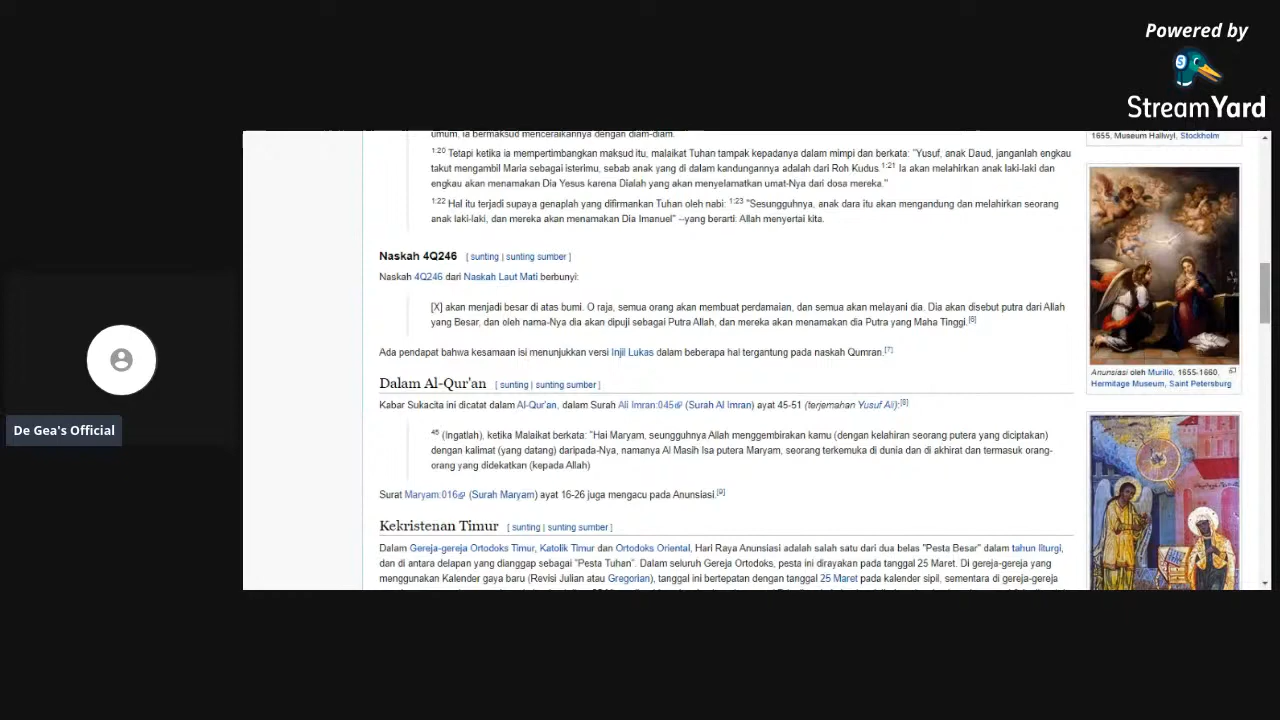 Powered by
StreamYard
umum, ia bermaksud menceraikannya dengan diam-diam.
1:20 Tetapi ketika ia mempertimbangkan maksud itu, malaikat Tuhan tampak kepadanya dalam mimpi dan berkata: "Yusuf, anak Daud, janganlah engkau
takut mengambil Maria sebagai isterimu, sebab anak yang di dalam kandungannya adalah dari Roh Kudus. 1:21 Ia akan melahirkan anak laki-laki dan
engkau akan menamakan Dia Yesus karena Dialah yang akan menyelamatkan umat-Nya dari dosa mereka."
1:22 Hal itu terjadi supaya genaplah yang difirmankan Tuhan oleh nabi: 1:23 "Sesungguhnya, anak dara itu akan mengandung dan melahirkan seorang
anak laki-laki, dan mereka akan menamakan Dia Imanuel" --yang berarti: Allah menyertai kita.
Naskah 4Q246 [ sunting | sunting sumber ]
Naskah 4Q246 dari Naskah Laut Mati berbunyi:
[X] akan menjadi besar di atas bumi. O raja, semua orang akan membuat perdamaian, dan semua akan melayani dia. Dia akan disebut putra dari Allah
yang Besar, dan oleh nama-Nya dia akan dipuji sebagai Putra Allah, dan mereka akan menamakan dia Putra yang Maha Tinggi.[6]
Ada pendapat bahwa kesamaan isi menunjukkan versi Injil Lukas dalam beberapa hal tergantung pada naskah Qumran.[7]
Dalam Al-Qur'an [ sunting | sunting sumber ]
Kabar Sukacita ini dicatat dalam Al-Qur'an, dalam Surah Ali Imran:045 (Surah Al Imran) ayat 45-51 (terjemahan Yusuf Ali):[8]
45 (Ingatlah), ketika Malaikat berkata: "Hai Maryam, seungguhnya Allah menggembirakan kamu (dengan kelahiran seorang putera yang diciptakan)
dengan kalimat (yang datang) daripada-Nya, namanya Al Masih Isa putera Maryam, seorang terkemuka di dunia dan di akhirat dan termasuk orang-
orang yang didekatkan (kepada Allah)
Surat Maryam:016 (Surah Maryam) ayat 16-26 juga mengacu pada Anunsiasi.[9]
Kekristenan Timur [ sunting | sunting sumber ]
Dalam Gereja-gereja Ortodoks Timur, Katolik Timur dan Ortodoks Oriental, Hari Raya Anunsiasi adalah salah satu dari dua belas "Pesta Besar" dalam tahun liturgi,
dan di antara delapan yang dianggap sebagai "Pesta Tuhan". Dalam seluruh Gereja Ortodoks, pesta ini dirayakan pada tanggal 25 Maret. Di gereja-gereja yang
menggunakan Kalender gaya baru (Revisi Julian atau Gregorian), tanggal ini bertepatan dengan tanggal 25 Maret pada kalender sipil, sementara di gereja-gereja
1655, Museum Hallwyl, Stockholm
Anunsiasi oleh Murillo, 1655-1660,
Hermitage Museum, Saint Petersburg
De Gea's Official